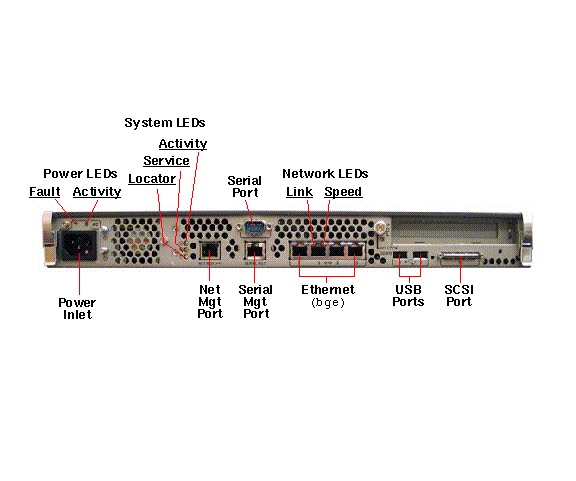 System LEDs
Activity
Service
Locator
Power LEDs
Fault Activity
Serial
Port
Network LEDs
Link Speed
Power
Inlet
Net
Mgt
Port
Serial
Mgt
Port
Ethernet
(bge)
USB
Ports
SCSI
Port